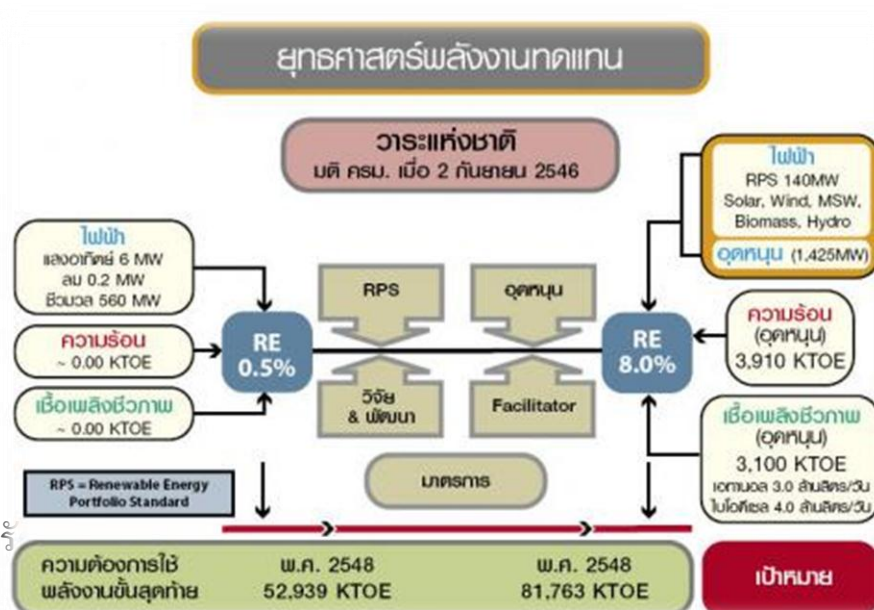 ยุทธศาสตร์พลังงานทดแทน
วาระแห่งชาติ
มติ ครม. เมื่อ 2 กันยายน 2546
ไฟฟ้า
แสงอาทิตย์ 6 MW
ลม 0.2 MW
ชีวมวล 560 MW
ความร้อน
~ 0.00 KTOE
เชื้อเพลิงชีวภาพ
~ 0.00 KTOE
RE
0.5%
RPS
อุดหนุน
วิจัย
& พัฒนา
Facilitator
RE
8.0%
ไฟฟ้า
RPS 140MW
Solar, Wind, MSW,
Biomass, Hydro
อุดหนุน (1,425MW)
ความร้อน
(อุดหนุน)
3,910 KTOE
เชื้อเพลิงชีวภาพ
(อุดหนุน)
3,100 KTOE
เอทานอล 3.0 ล้านลิตร/วัน
ไบโอดีเซล 4.0 ล้านลิตร/วัน
RPS = Renewable Energy
Portfolio Standard
มาตรการ
ความต้องการใช้
พลังงานขั้นสุดท้าย
พ.ศ. 2548
52,939 KTOE
พ.ศ. 2548
81,763 KTOE
เป้าหมาย